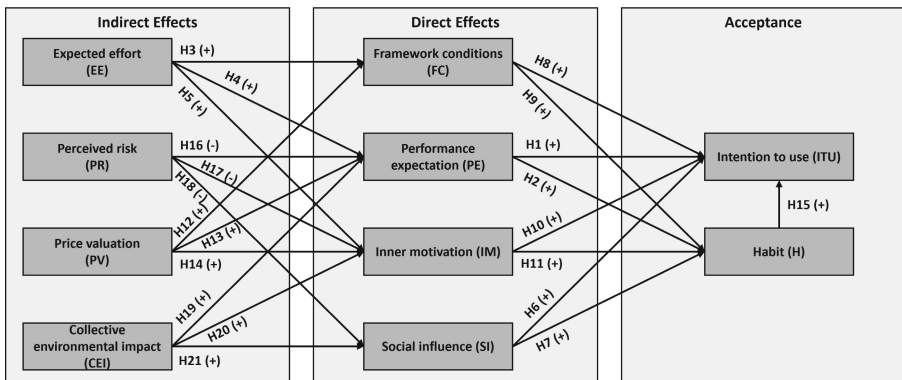 Indirect Effects
Direct Effects
Acceptance
Expected effort
(EE)
H3 (+)
H4 (+)
H5 (+)
Framework conditions
(FC)
H8 (+)
H9 (+)
Perceived risk
(PR)
H16 (-)
H17 (-)
H18 (-)
Performance
expectation (PE)
H1 (+)
H2 (+)
Intention to use (ITU)
H15 (+)
Price valuation
(PV)
H12 (+)
H13 (+)
H14 (+)
Inner motivation (IM)
H10 (+)
H11 (+)
Habit (H)
Collective
environmental impact
(CEI)
H19 (+)
H20 (+)
H21 (+)
Social influence (SI)
H6 (+)
H7 (+)